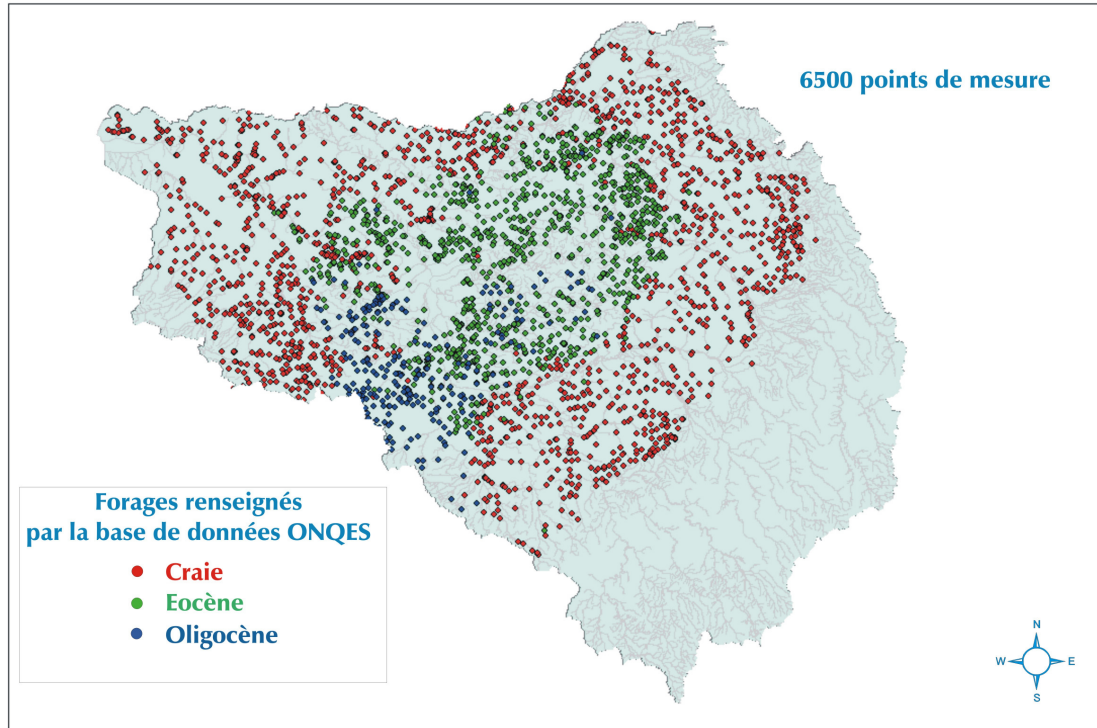 6500 points de mesure
Forages renseignés
par la base de données ONQES
Craie
Eocène
Oligocène
N
W E
S